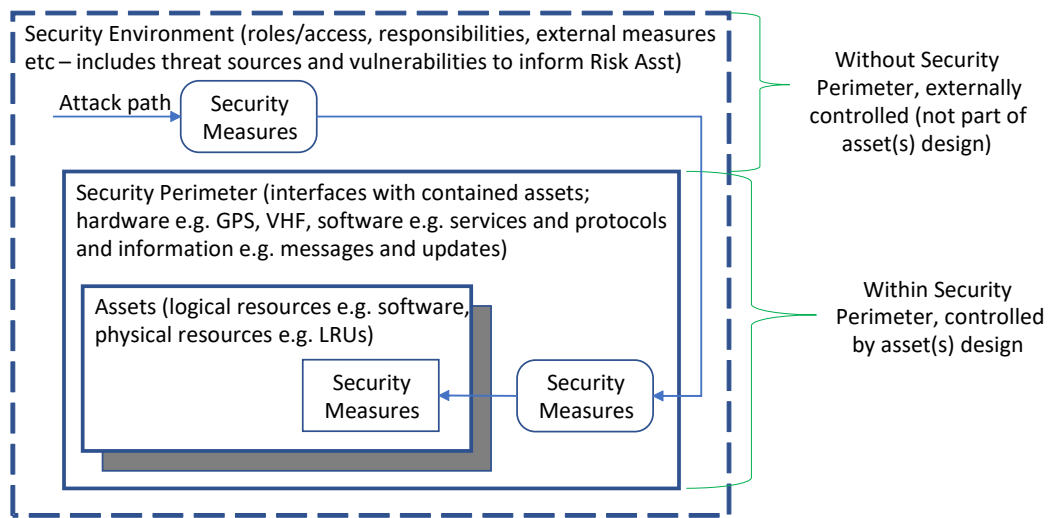 Security Environment (roles/access, responsibilities, external measures
etc – includes threat sources and vulnerabilities to inform Risk Asst)
Attack path
Security
Measures
Without Security
Perimeter, externally
controlled (not part of
asset(s) design)
Security Perimeter (interfaces with contained assets;
hardware e.g. GPS, VHF, software e.g. services and protocols
and information e.g. messages and updates)
Assets (logical resources e.g. software,
physical resources e.g. LRUs)
Security
Measures
Security
Measures
Within Security
Perimeter, controlled
by asset(s) design